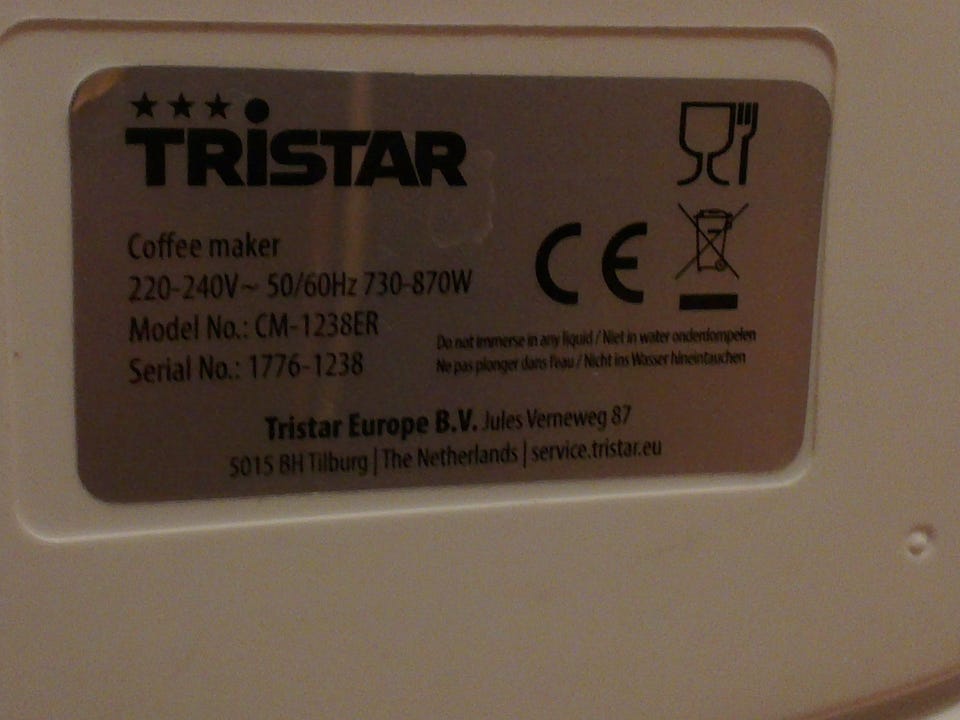 TRiSTAR
Coffee maker
220-240V~ 50/60Hz 730-870W
Model No.: CM-1238ER
Serial No.: 1776-1238
CE
Do not immerse in any liquid / Niet in water onderdompelen
Ne pas plonger dans l'eau / Nicht ins Wasser hineintauchen
Tristar Europe B.V. Jules Verneweg 87
5015 BH Tilburg | The Netherlands | service.tristar.eu